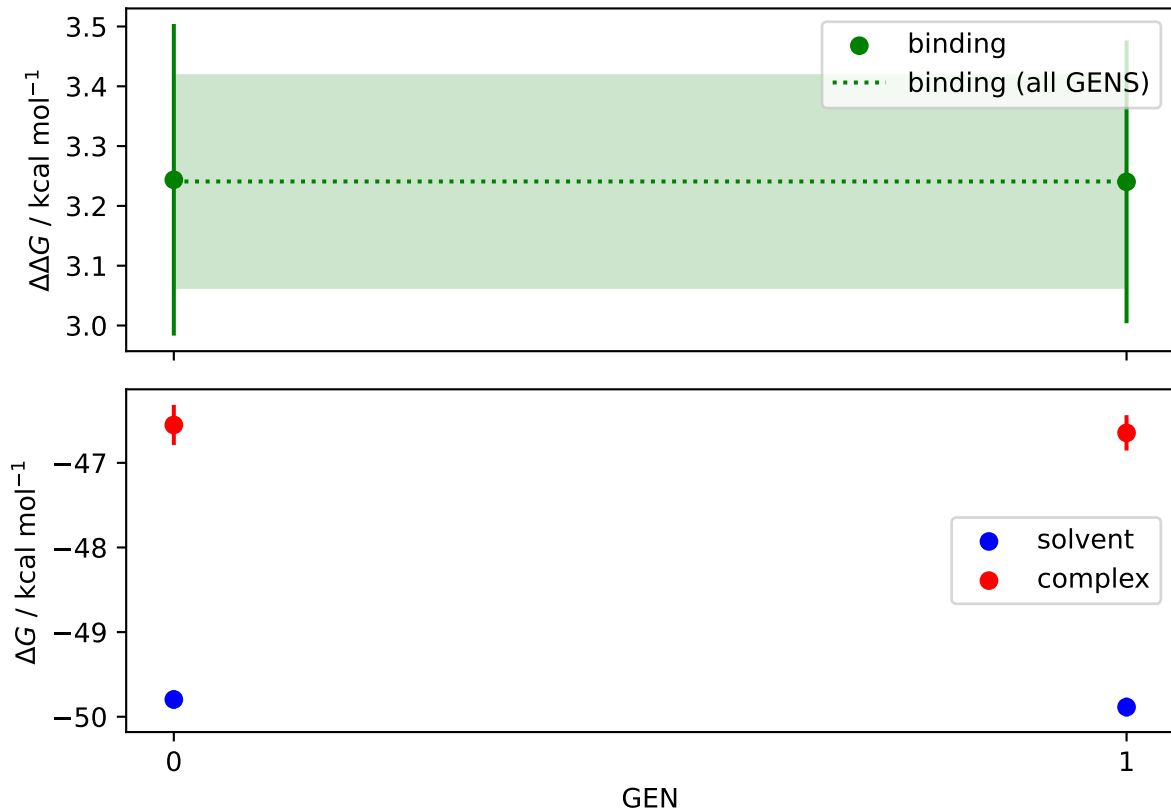 3.5
3.4
3.3
3.2
3.1
3.0
ΔΔG / kcal mol⁻¹
binding
binding (all GENS)
−47
−48
−49
−50
ΔG / kcal mol⁻¹
solvent
complex
0
1
GEN